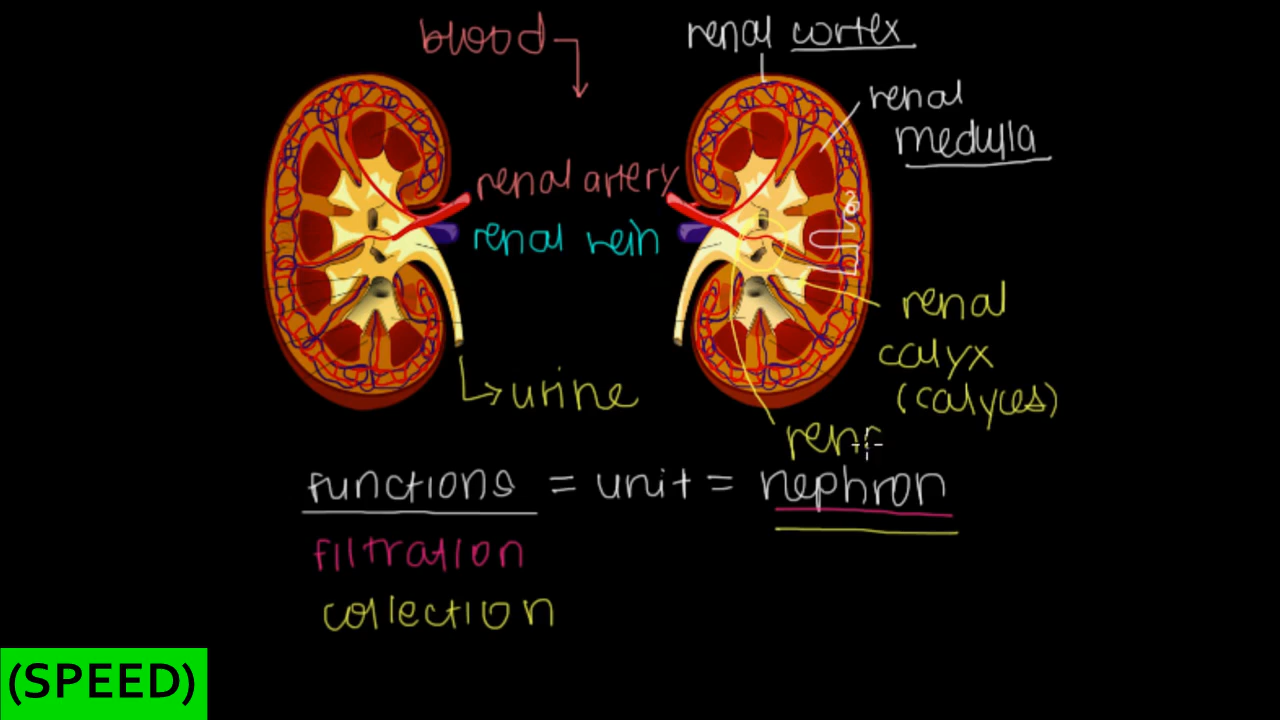 blood
renal cortex
renal
medulla
renal artery
renal vein
renal
calyx
(calyces)
urine
rena
functions = unit = nephron
filtration
collection
(SPEED)